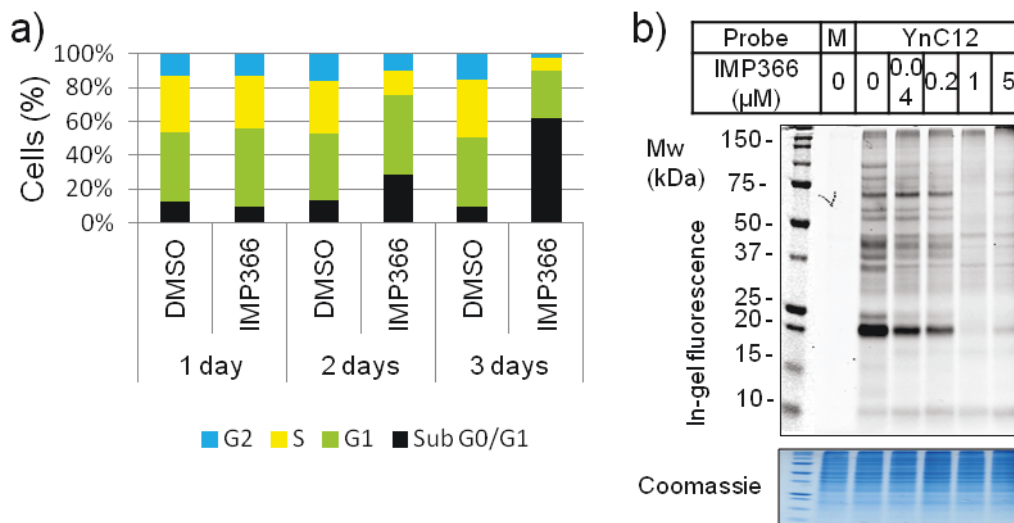 a)
100%
80%
60%
40%
20%
0%
Cells (%)
DMSO
IMP366
DMSO
IMP366
DMSO
IMP366
1 day
2 days
3 days
G2
S
G1
Sub G0/G1
b)
Probe
M
YnC12
IMP366
(µM)
0
0
0.0
4
0.2
1
5
Mw
(kDa)
150-
75-
50-
37-
25-
20-
15-
10-
In-gel fluorescence
Coomassie